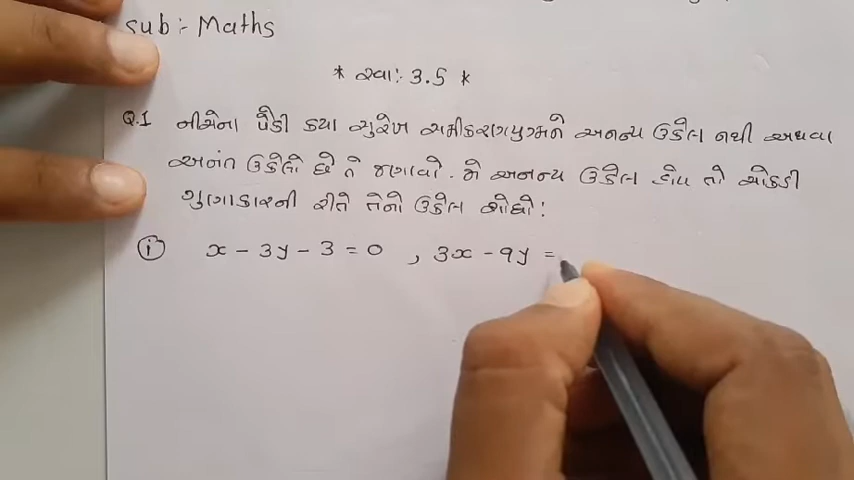 Sub :- Maths
* સ્વા : 3.5 *
Q.1 નીચેના પૈકી કયા સુરેખ સમીકરણયુગ્મને અનન્ય ઉકેલ નથી અથવા
અનંત ઉકેલો છે તે જણાવો . જો અનન્ય ઉકેલ હોય તો ચોકડી
ગુણાકારની રીતે તેનો ઉકેલ શોધો :
(i) x - 3y - 3 = 0 , 3x - 9y =